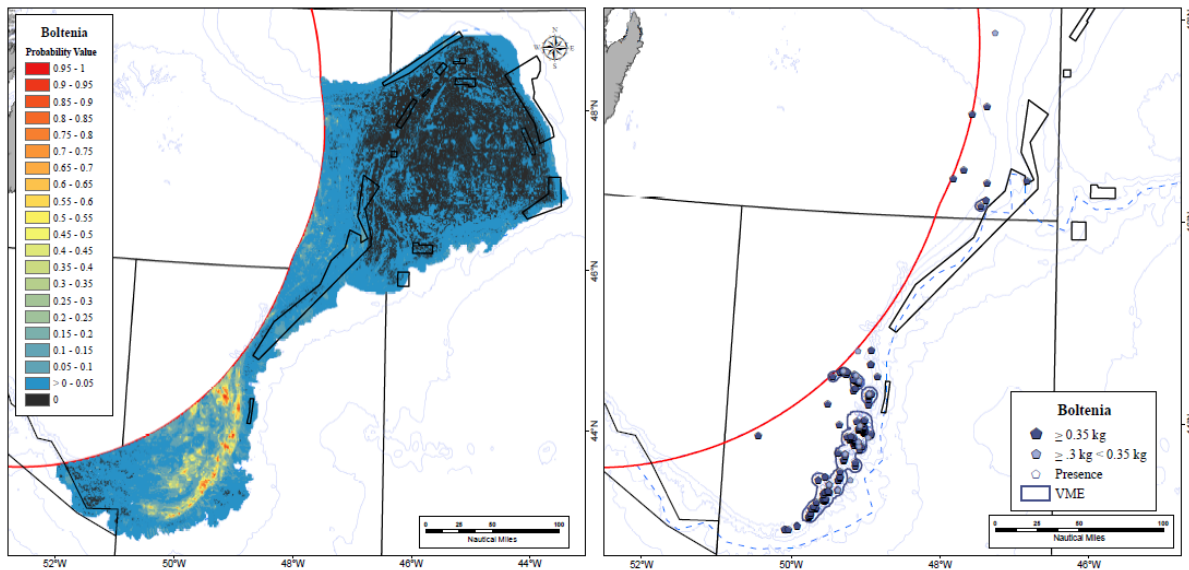 Boltenia
Probability Value
0.95 - 1
0.9 - 0.95
0.85 - 0.9
0.8 - 0.85
0.75 - 0.8
0.7 - 0.75
0.65 - 0.7
0.6 - 0.65
0.55 - 0.6
0.5 - 0.55
0.45 - 0.5
0.4 - 0.45
0.35 - 0.4
0.3 - 0.35
0.25 - 0.3
0.2 - 0.25
0.15 - 0.2
0.1 - 0.15
0.05 - 0.1
> 0 - 0.05
0
N
W
E
S
48°N
46°N
44°N
0 25 50 100
Nautical Miles
52°W 50°W 48°W 46°W 44°W
Boltenia
≥ 0.35 kg
≥ .3 kg < 0.35 kg
Presence
VME
0 25 50 100
Nautical Miles
52°W 50°W 48°W 46°W